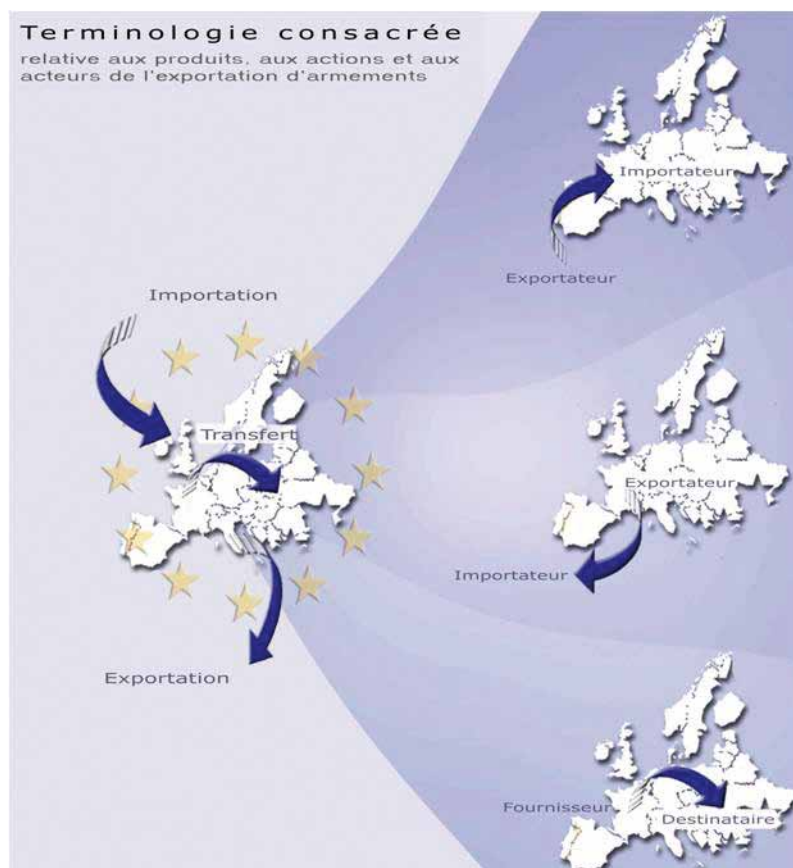 Terminologie consacrée
relative aux produits, aux actions et aux
acteurs de l'exportation d'armements
Importateur
Exportateur
Importation
Transfert
Exportateur
Importateur
Exportation
Fournisseur
Destinataire